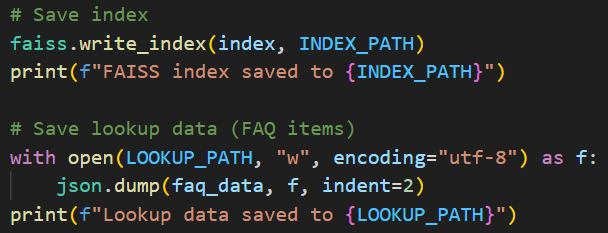 # Save index
faiss.write_index(index, INDEX_PATH)
print(f"FAISS index saved to {INDEX_PATH}")

# Save lookup data (FAQ items)
with open(LOOKUP_PATH, "w", encoding="utf-8") as f:
    json.dump(faq_data, f, indent=2)
print(f"Lookup data saved to {LOOKUP_PATH}")